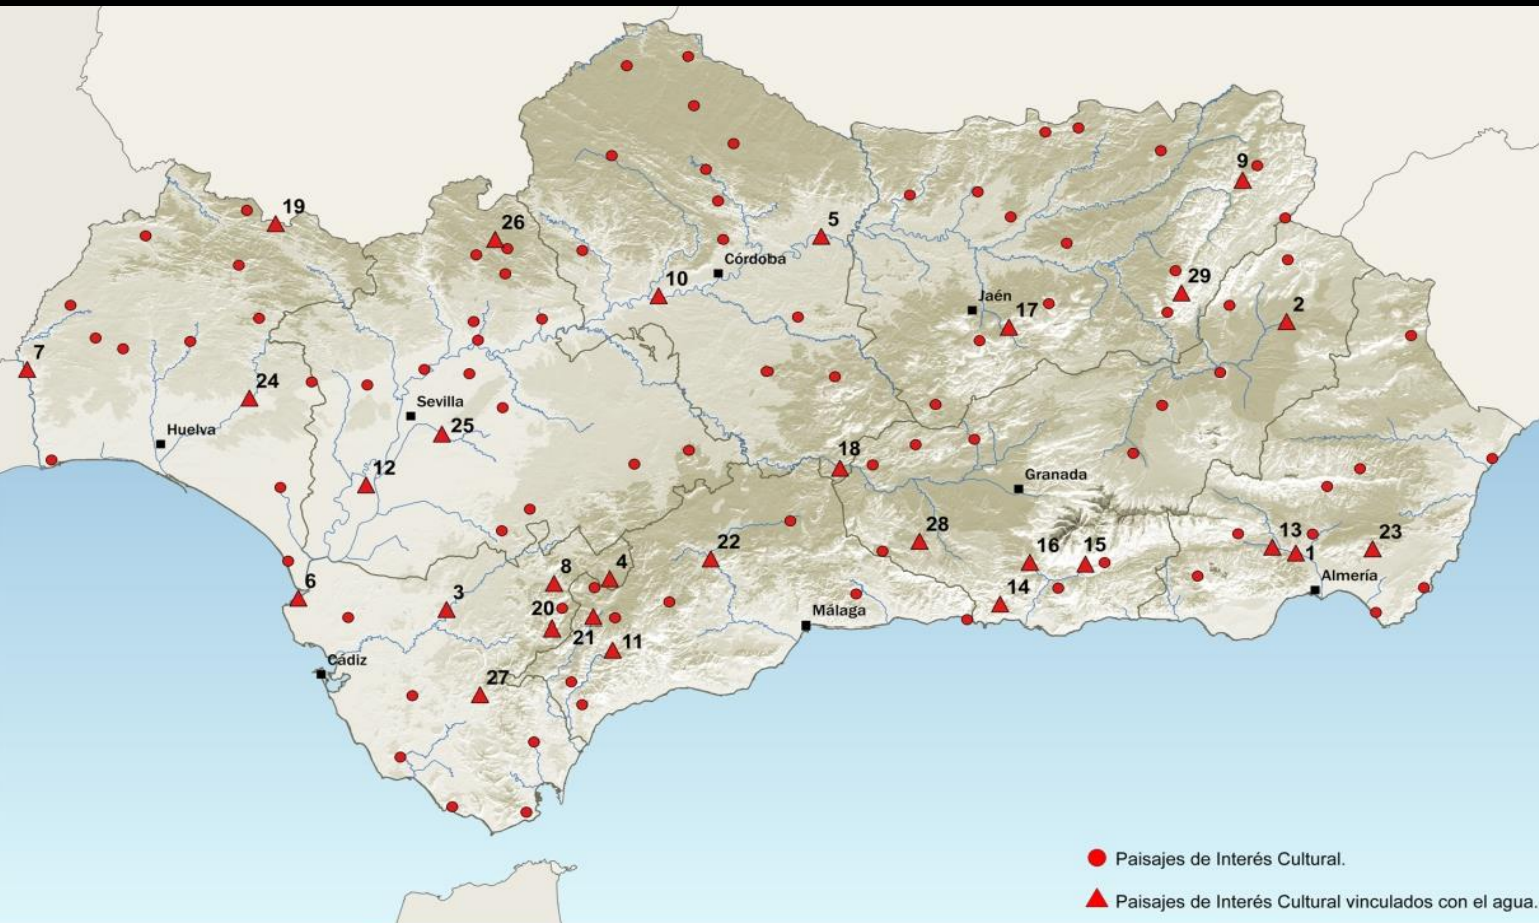 9
19
26
5
Córdoba
10
29
Jaén
17
2
7
24
Sevilla
Huelva
25
18
12
Granada
28
22
13
23
1
16
15
8
4
Almería
6
3
14
20
Málaga
21
11
Cádiz
27
Paisajes de Interés Cultural.
Paisajes de Interés Cultural vinculados con el agua.